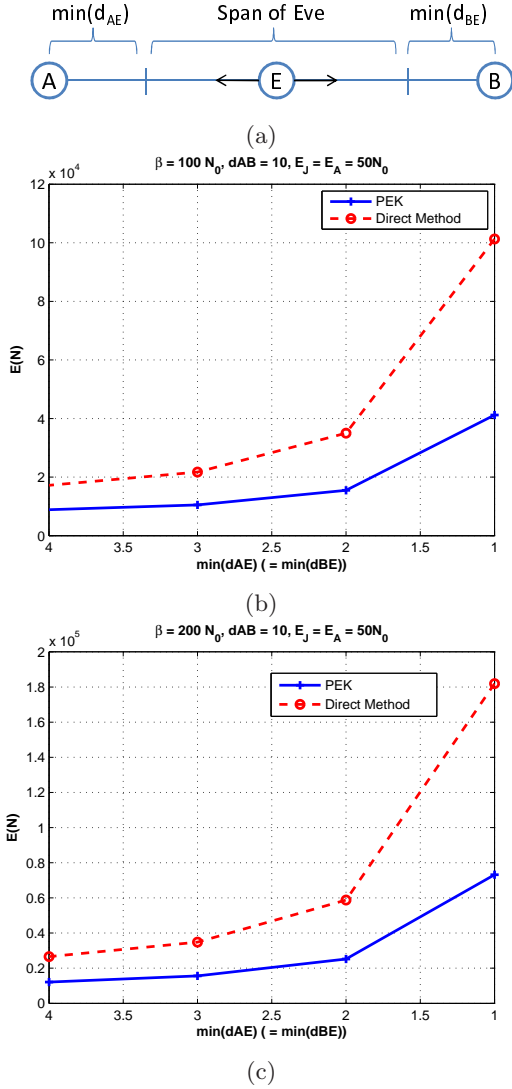 min(d_AE) Span of Eve min(d_BE)
A E B
(a)
β = 100 N_0, dAB = 10, E_J = E_A = 50N_0
x 10^4
PEK
Direct Method
12
10
8
6
4
2
0
E(N)
4 3.5 3 2.5 2 1.5 1
min(dAE) ( = min(dBE))
(b)
β = 200 N_0, dAB = 10, E_J = E_A = 50N_0
x 10^5
PEK
Direct Method
2
1.8
1.6
1.4
1.2
1
0.8
0.6
0.4
0.2
0
E(N)
4 3.5 3 2.5 2 1.5 1
min(dAE) ( = min(dBE))
(c)